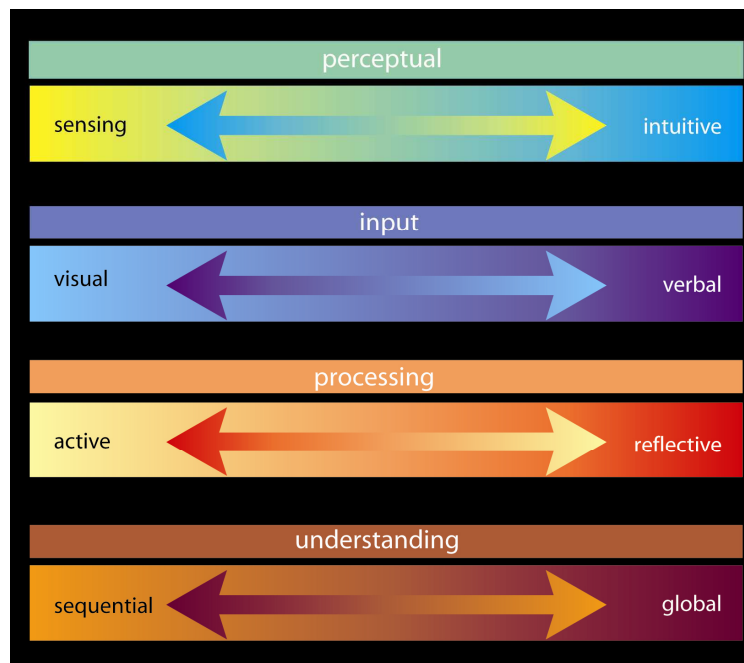 perceptual
sensing intuitive
input
visual verbal
processing
active reflective
understanding
sequential global